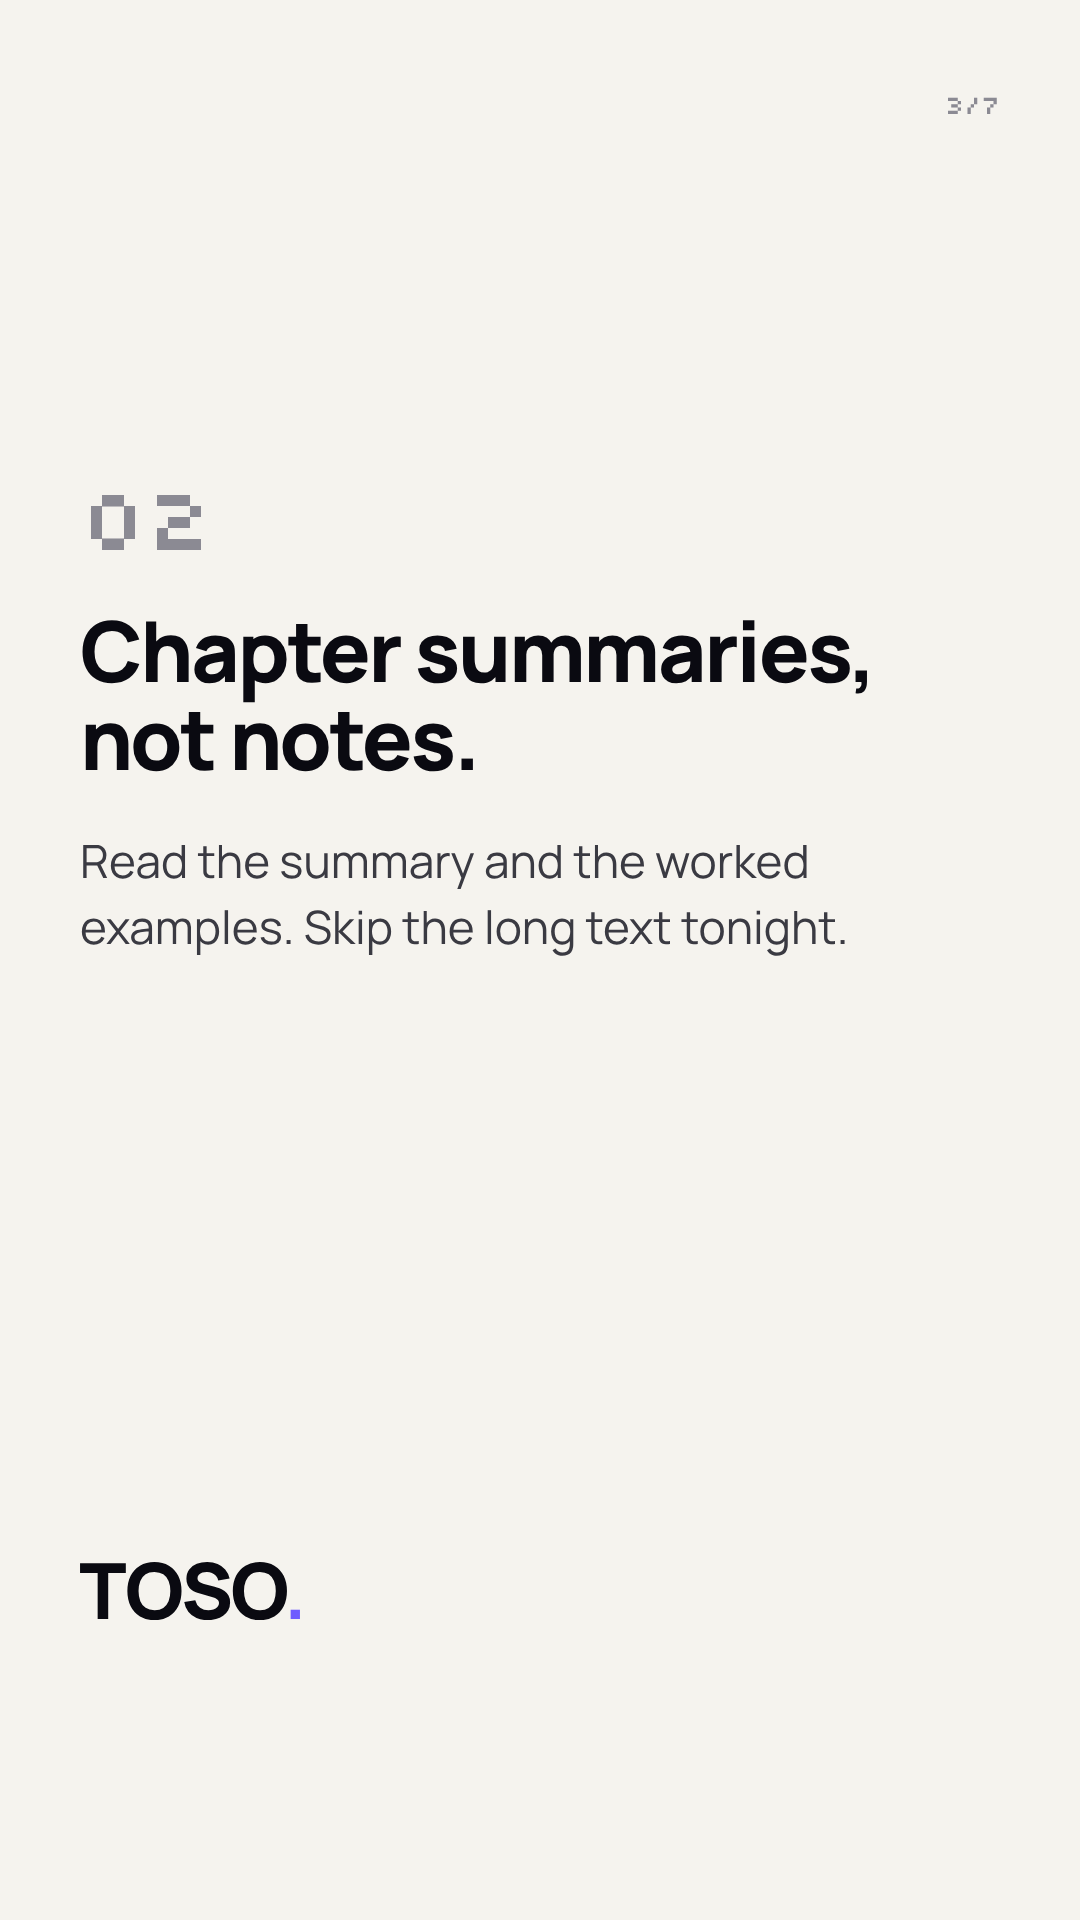 3/7
02
Chapter summaries,
not notes.
Read the summary and the worked
examples. Skip the long text tonight.
TOSO.